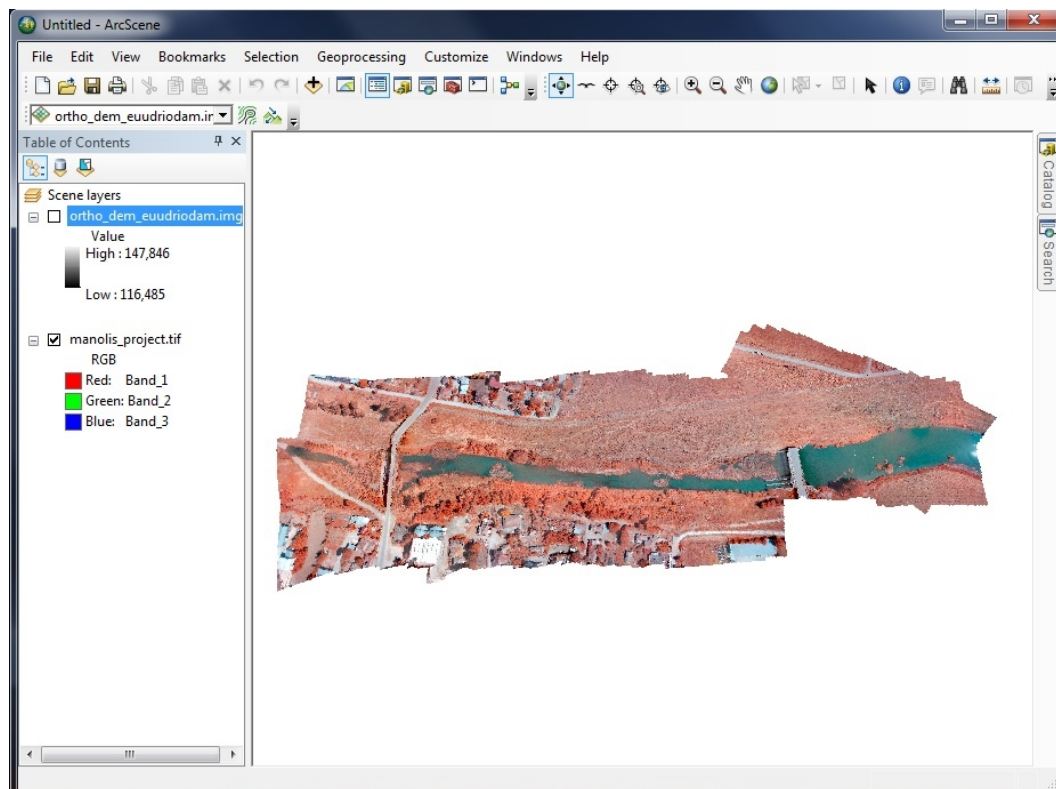 Untitled - ArcScene
File Edit View Bookmarks Selection Geoprocessing Customize Windows Help
ortho_dem_euudriodam.ir
Table of Contents
Scene layers
ortho_dem_euudriodam.img
Value
High : 147,846
Low : 116,485
manolis_project.tif
RGB
Red: Band_1
Green: Band_2
Blue: Band_3
Catalog
Search